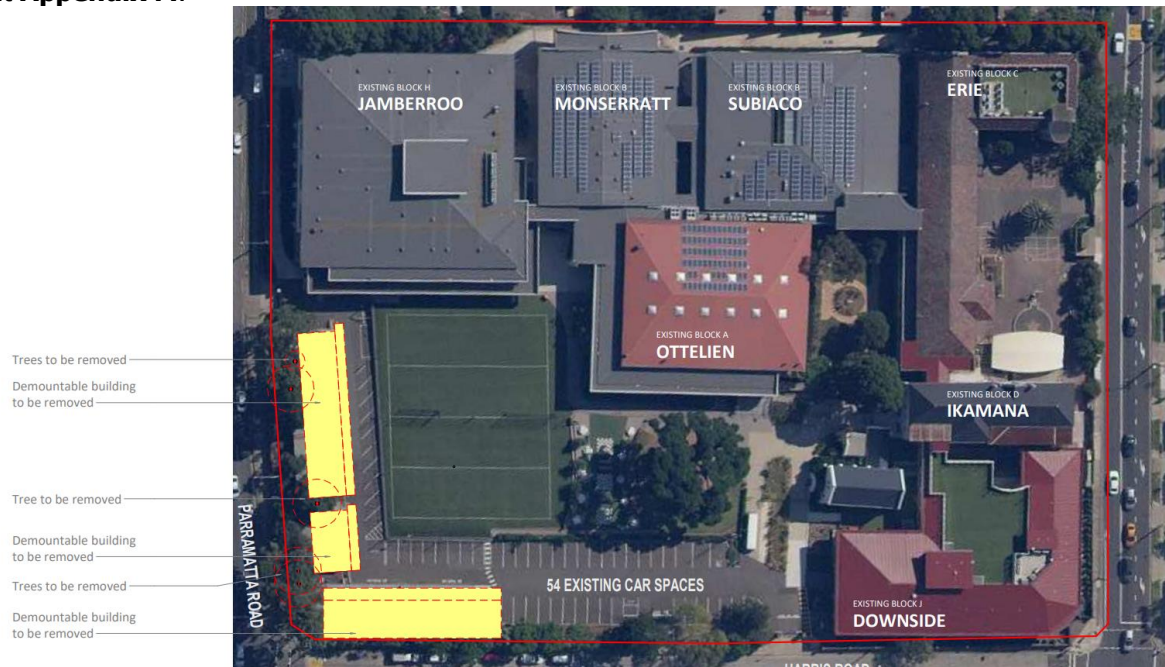 EXISTING BLOCK H
JAMBERROO
EXISTING BLOCK B
MONSERRATT
EXISTING BLOCK B
SUBIACO
EXISTING BLOCK C
ERIE
EXISTING BLOCK A
OTTELIEN
Trees to be removed
Demountable building
to be removed
EXISTING BLOCK D
IKAMANA
Tree to be removed
Demountable building
to be removed
Trees to be removed
Demountable building
to be removed
PARRAMATTA ROAD
54 EXISTING CAR SPACES
EXISTING BLOCK J
DOWNSIDE